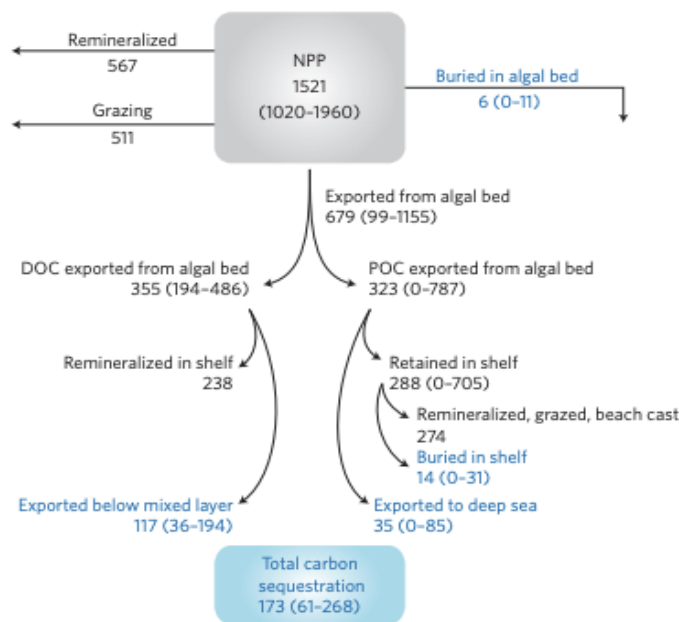 Remineralized
567
Grazing
511
NPP
1521
(1020–1960)
Buried in algal bed
6 (0–11)
Exported from algal bed
679 (99–1155)
DOC exported from algal bed
355 (194–486)
POC exported from algal bed
323 (0–787)
Remineralized in shelf
238
Retained in shelf
288 (0–705)
Remineralized, grazed, beach cast
274
Buried in shelf
14 (0–31)
Exported below mixed layer
117 (36–194)
Exported to deep sea
35 (0–85)
Total carbon
sequestration
173 (61–268)